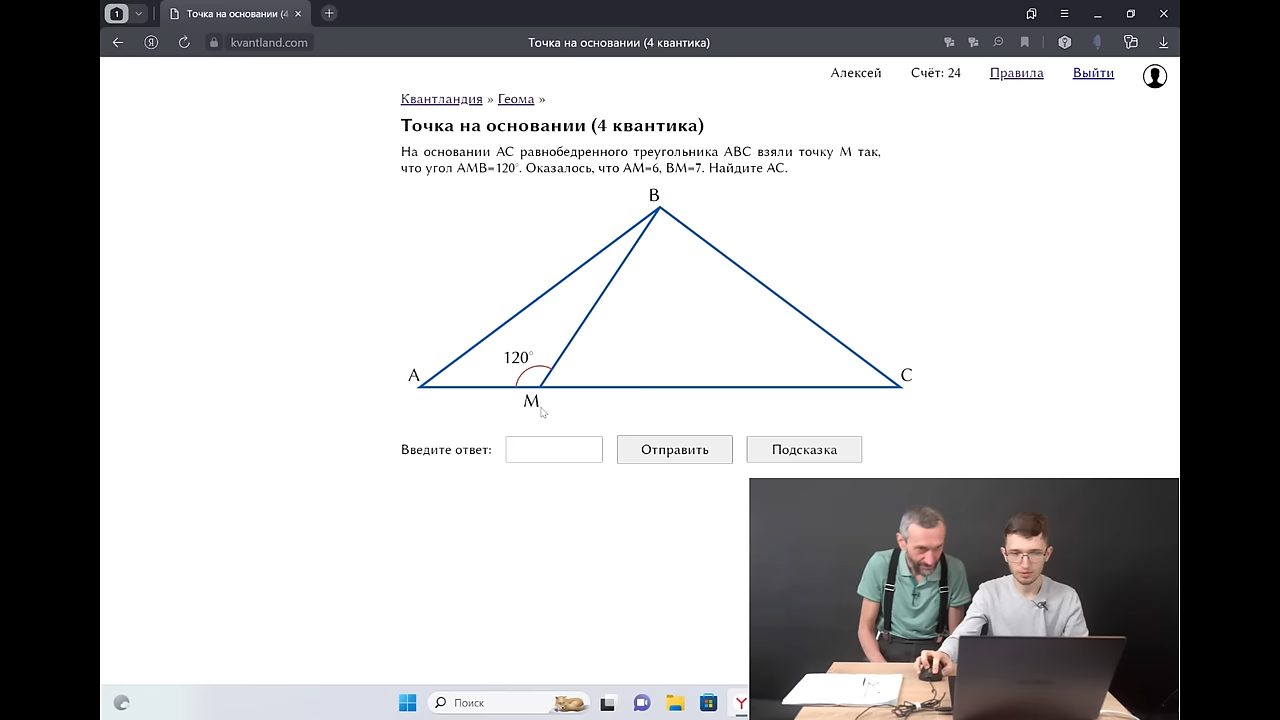 1
Точка на основании (4
kvantland.com
Точка на основании (4 квантика)
Алексей
Счёт: 24
Правила
Выйти
Квантландия » Геома »
Точка на основании (4 квантика)
На основании AC равнобедренного треугольника ABC взяли точку M так,
что угол AMB=120°. Оказалось, что AM=6, BM=7. Найдите AC.
B
120°
A
C
M
Введите ответ:
Отправить
Подсказка
Поиск